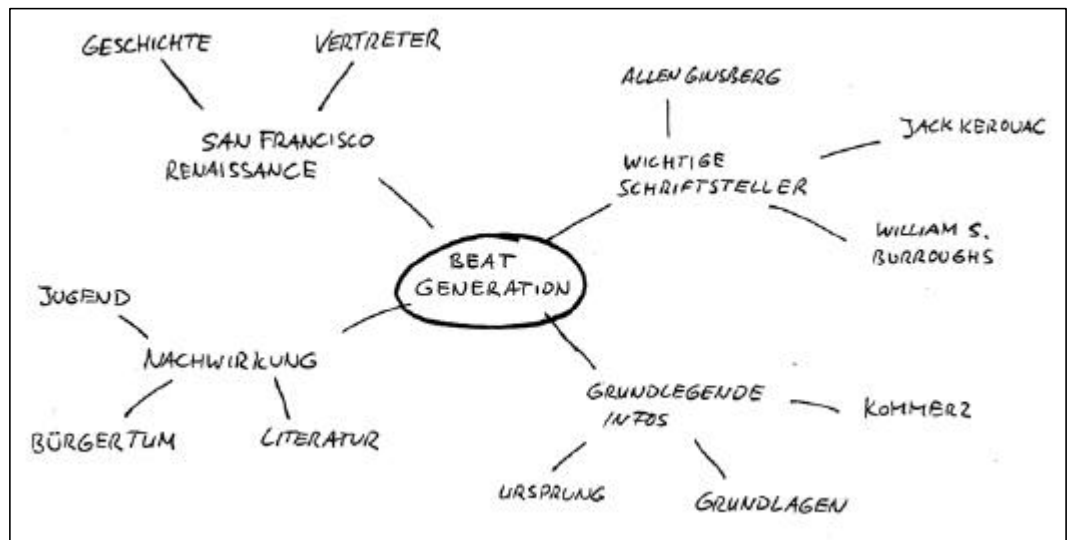 GESCHICHTE
VERTRETER
SAN FRANCISCO
RENAISSANCE
ALLEN GINSBERG
JACK KEROUAC
WICHTIGE
SCHRIFTSTELLER
WILLIAM S.
BURROUGHS
BEAT
GENERATION
JUGEND
NACHWIRKUNG
BÜRGERTUM
LITERATUR
GRUNDLEGENDE
INFOS
KOMMERZ
URSPRUNG
GRUNDLAGEN